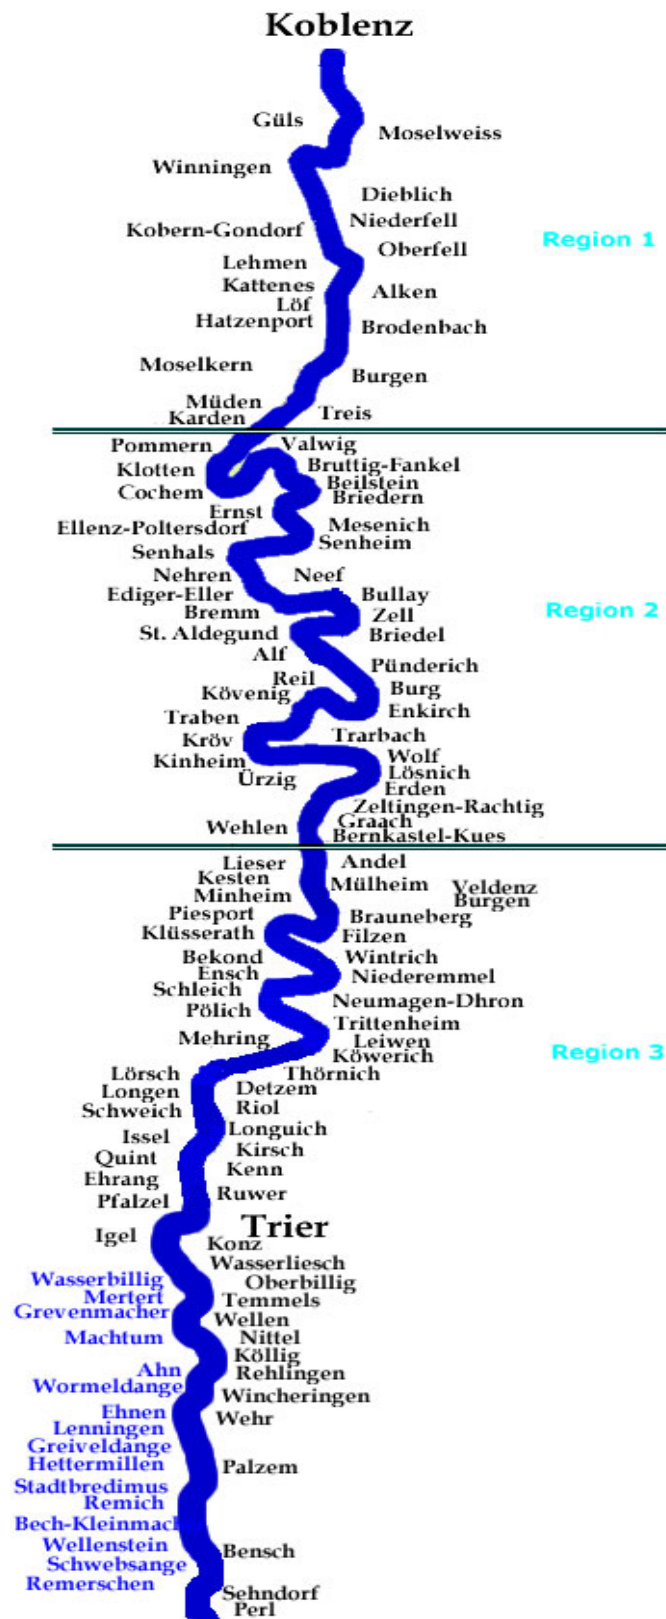 Koblenz
Güls
Moselweiss
Winningen
Dieblich
Niederfell
Kobern-Gondorf
Region 1
Oberfell
Lehmen
Kattenes
Alken
Löf
Hatzenport
Brodenbach
Moselkern
Burgen
Müden
Treis
Karden
Pommern
Valwig
Klotten
Bruttig-Fankel
Beilstein
Cochem
Briedern
Ernst
Ellenz-Poltersdorf
Mesenich
Senheim
Senhals
Nehren
Neef
Ediger-Eller
Bullay
Bremm
Zell
Region 2
St. Aldegund
Briedel
Alf
Pünderich
Reil
Kövenig
Burg
Enkirch
Traben
Trarbach
Kröv
Wolf
Kinheim
Lösnich
Ürzig
Erden
Zeltingen-Rachtig
Graach
Wehlen
Bernkastel-Kues
Lieser
Andel
Kesten
Mülheim
Veldenz
Minheim
Burgen
Piesport
Brauneberg
Klüsserath
Filzen
Bekond
Wintrich
Ensch
Niederemmel
Schleich
Neumagen-Dhron
Pölich
Trittenheim
Mehring
Leiwen
Region 3
Köwerich
Lörsch
Thörnich
Longen
Detzem
Schweich
Riol
Issel
Longuich
Kirsch
Quint
Kenn
Ehrang
Ruwer
Pfalzel
Trier
Igel
Konz
Wasserliesch
Wasserbillig
Oberbillig
Mertert
Temmels
Grevenmacher
Wellen
Machtum
Nittel
Köllig
Ahn
Rehlingen
Wormeldange
Wincheringen
Ehnen
Wehr
Lenningen
Greiveldange
Hettermillen
Palzem
Stadtbredimus
Remich
Bech-Kleinmach
Wellenstein
Bensch
Schwebsange
Remerschen
Sehndorf
Perl